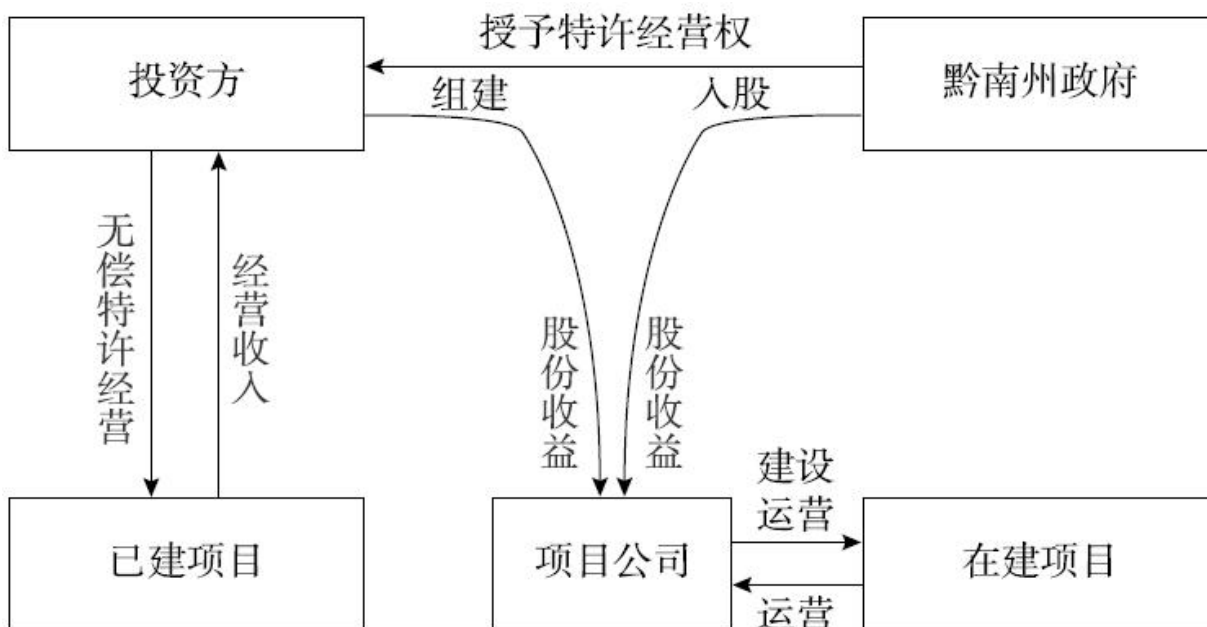 授予特许经营权
投资方
黔南州政府
组建
入股
无偿特许经营
经营收入
股份收益
股份收益
建设
运营
已建项目
项目公司
在建项目
运营